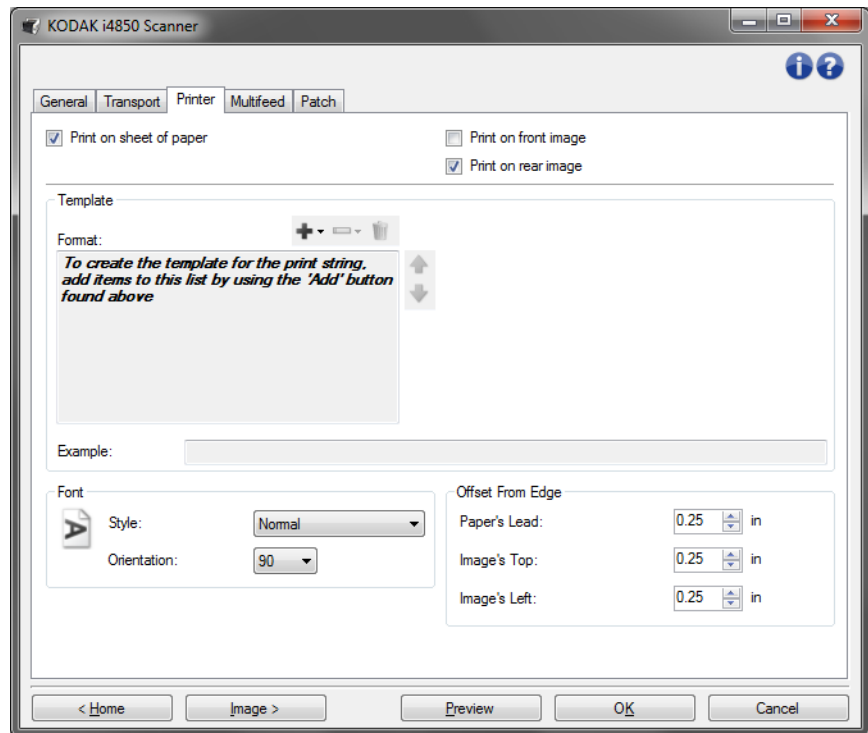 KODAK i4850 Scanner
General Transport Printer Multifeed Patch
Print on sheet of paper
Print on front image
Print on rear image
Template
Format:
To create the template for the print string,
add items to this list by using the 'Add' button
found above
Example:
Font
Style: Normal
Orientation: 90
Offset From Edge
Paper's Lead: 0.25 in
Image's Top: 0.25 in
Image's Left: 0.25 in
< Home Image > Preview OK Cancel